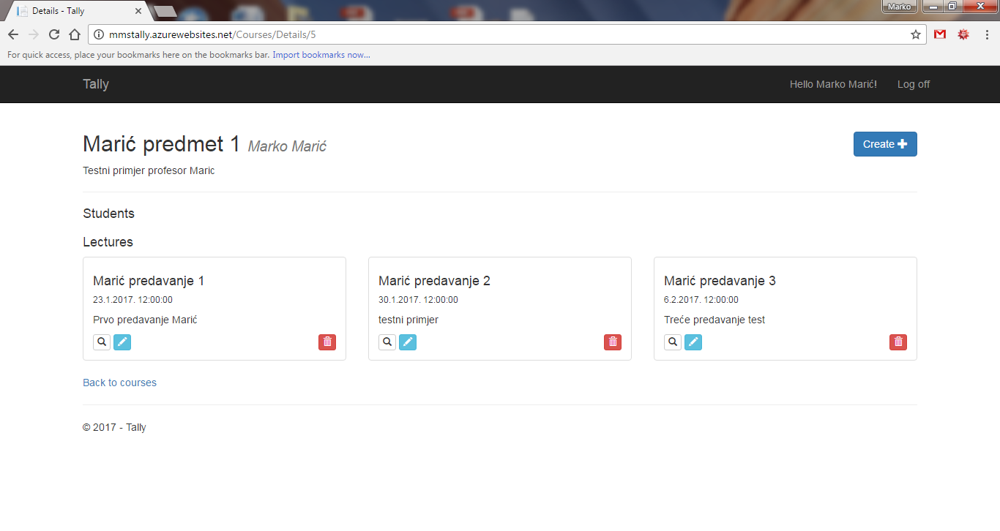 Details - Tally
Marko
mmstally.azurewebsites.net/Courses/Details/5
For quick access, place your bookmarks here on the bookmarks bar. Import bookmarks now...
Tally
Hello Marko Marić!
Log off
Marić predmet 1 Marko Marić
Create
Testni primjer profesor Maric
Students
Lectures
Marić predavanje 1
23.1.2017. 12:00:00
Prvo predavanje Marić
Marić predavanje 2
30.1.2017. 12:00:00
testni primjer
Marić predavanje 3
6.2.2017. 12:00:00
Treće predavanje test
Back to courses
© 2017 - Tally